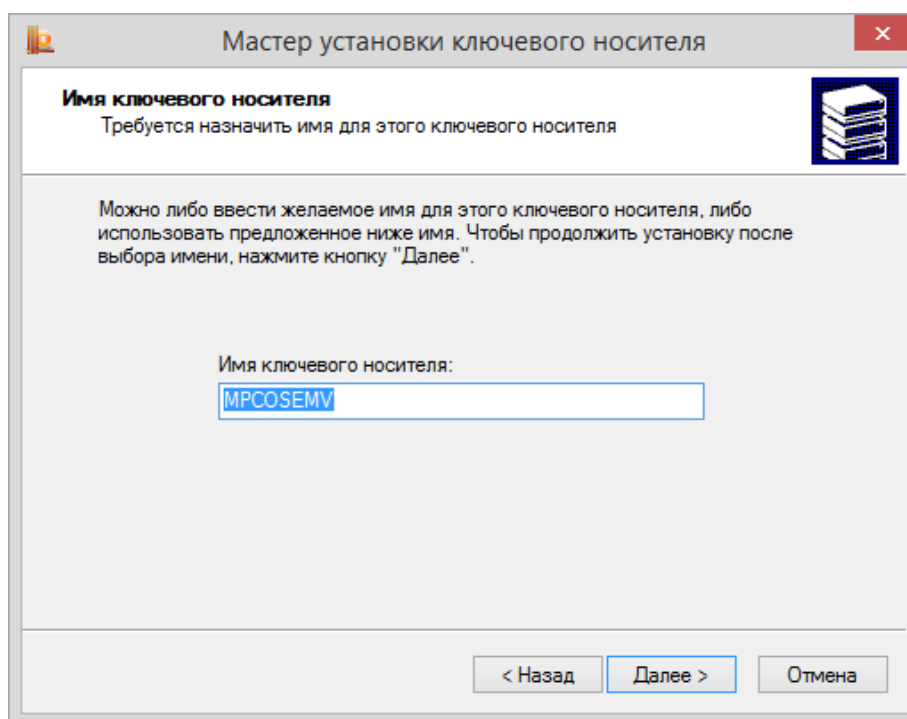 Мастер установки ключевого носителя
Имя ключевого носителя
Требуется назначить имя для этого ключевого носителя
Можно либо ввести желаемое имя для этого ключевого носителя, либо
использовать предложенное ниже имя. Чтобы продолжить установку после
выбора имени, нажмите кнопку "Далее".
Имя ключевого носителя:
MPCOSEMV
< Назад
Далее >
Отмена